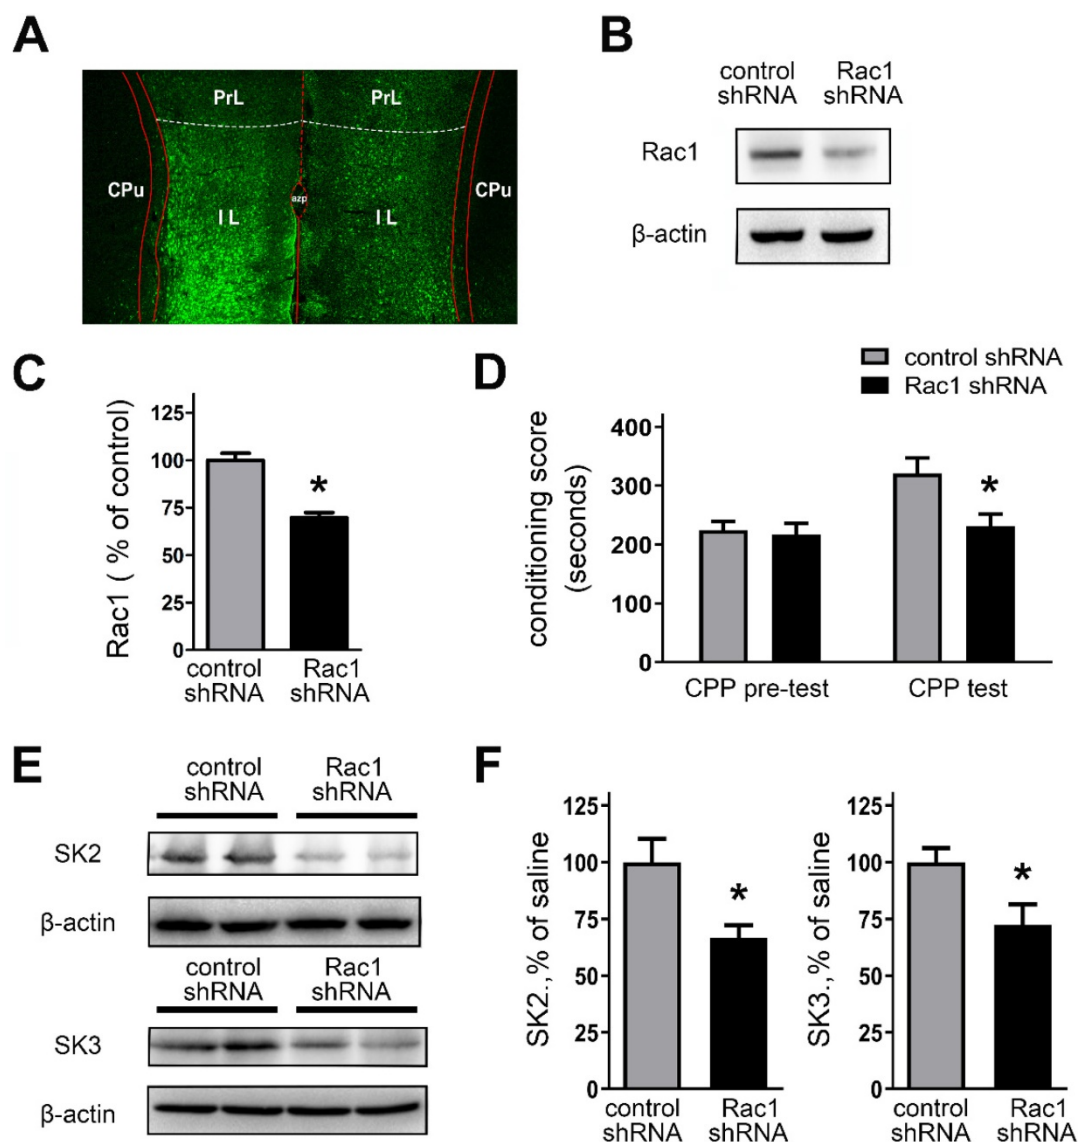 A
PrL PrL
CPu CPu
I L azp I L
B
control shRNA Rac1 shRNA
Rac1
β-actin
C
Rac1 ( % of control)
125
100
75
50
25
0
control shRNA Rac1 shRNA
D
control shRNA
Rac1 shRNA
conditioning score (seconds)
400
300
200
100
0
*
*
CPP pre-test CPP test
E
control shRNA Rac1 shRNA
SK2
β-actin
control shRNA Rac1 shRNA
SK3
β-actin
F
SK2., % of saline
125
100
75
50
25
0
*
control shRNA Rac1 shRNA
SK3., % of saline
125
100
75
50
25
0
*
control shRNA Rac1 shRNA